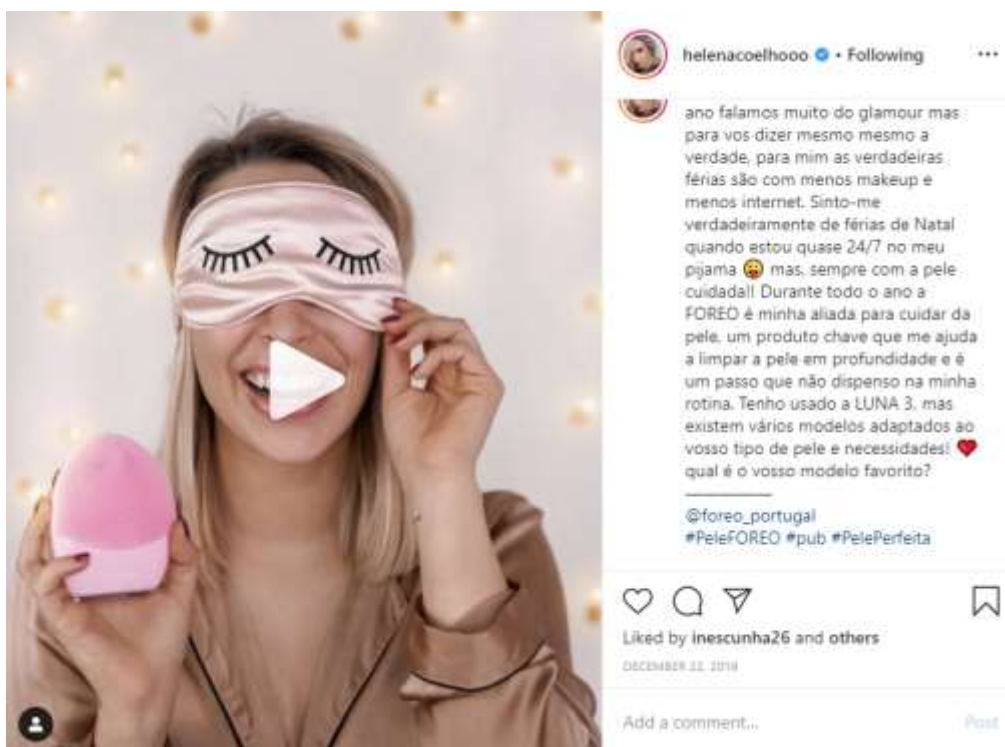 helenacoelhooo • Following
ano falamos muito do glamour mas
para vos dizer mesmo mesmo a
verdade, para mim as verdadeiras
férias são com menos makeup e
menos internet. Sinto-me
verdadeiramente de férias de Natal
quando estou quase 24/7 no meu
pijama 😛 mas, sempre com a pele
cuidada!! Durante todo o ano a
FOREO é minha aliada para cuidar da
pele, um produto chave que me ajuda
a limpar a pele em profundidade e é
um passo que não dispenso na minha
rotina. Tenho usado a LUNA 3, mas
existem vários modelos adaptados ao
vosso tipo de pele e necessidades! ❤
qual é o vosso modelo favorito?
@foreo_portugal
#PeleFOREO #pub #PelePerfeita
Liked by inescunha26 and others
DECEMBER 22, 2019
Add a comment...
Post